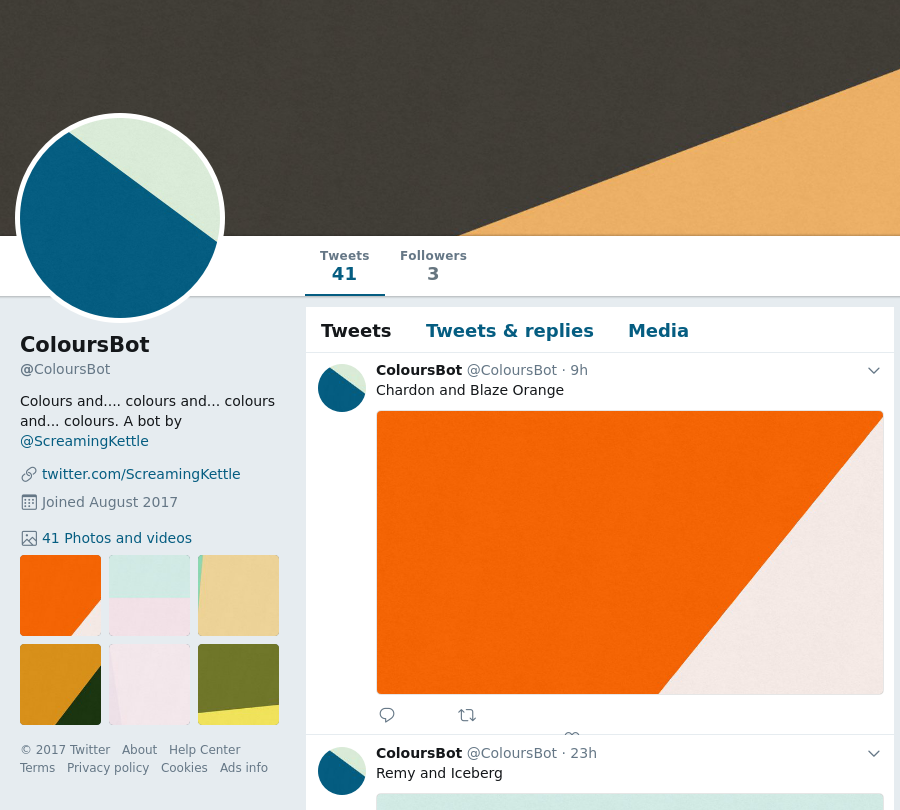 Tweets
41
Followers
3
ColoursBot
@ColoursBot
Colours and.... colours and... colours
and... colours. A bot by
@ScreamingKettle
twitter.com/ScreamingKettle
Joined August 2017
41 Photos and videos
© 2017 Twitter About Help Center
Terms Privacy policy Cookies Ads info
Tweets Tweets & replies Media
ColoursBot @ColoursBot · 9h
Chardon and Blaze Orange
ColoursBot @ColoursBot · 23h
Remy and Iceberg